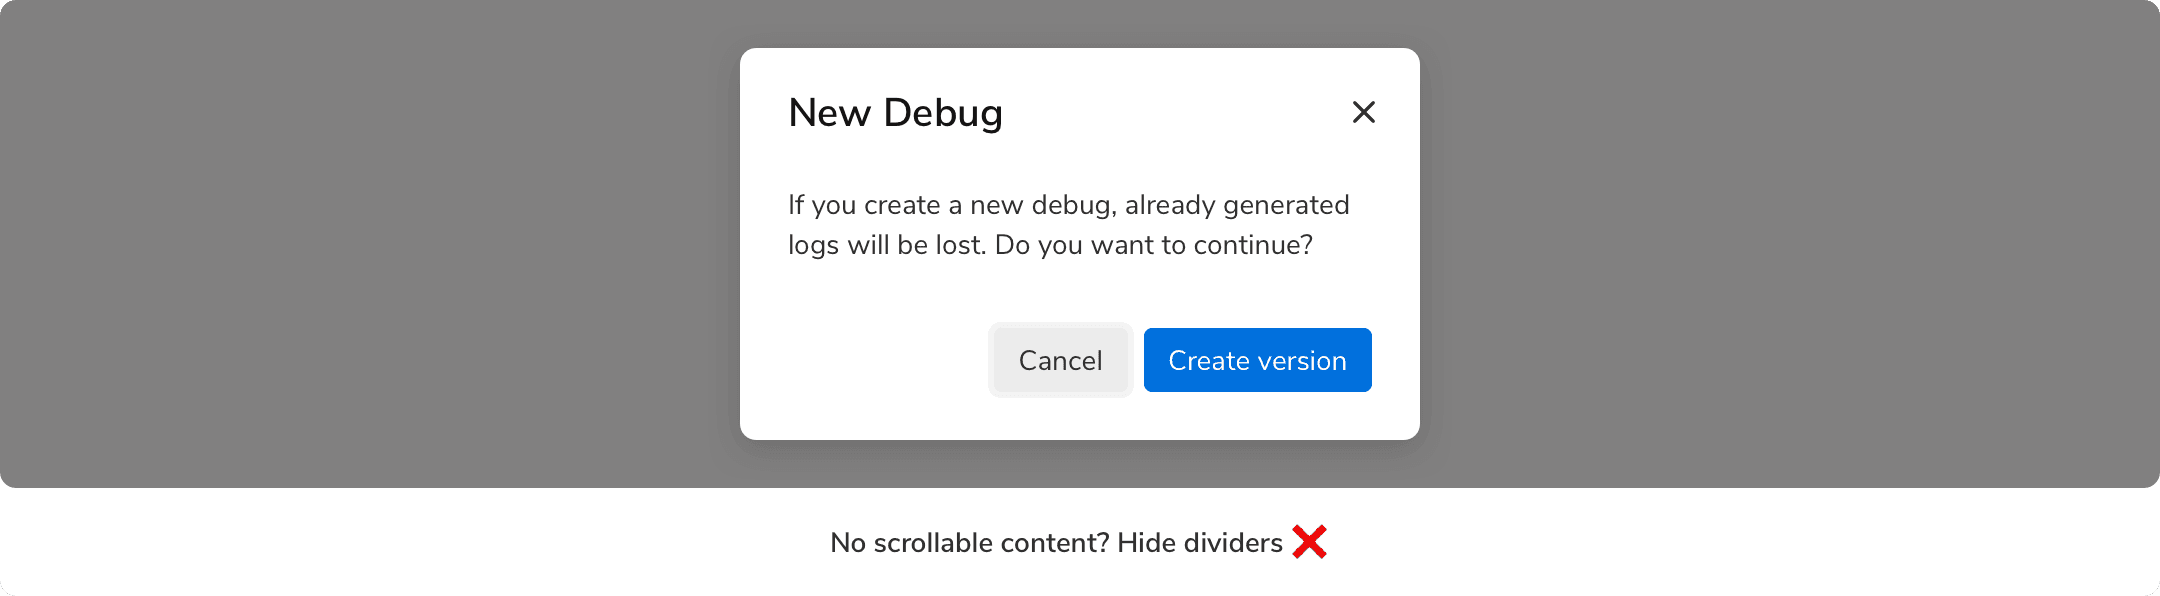 New Debug
If you create a new debug, already generated
logs will be lost. Do you want to continue?
Cancel
Create version
No scrollable content? Hide dividers ❌